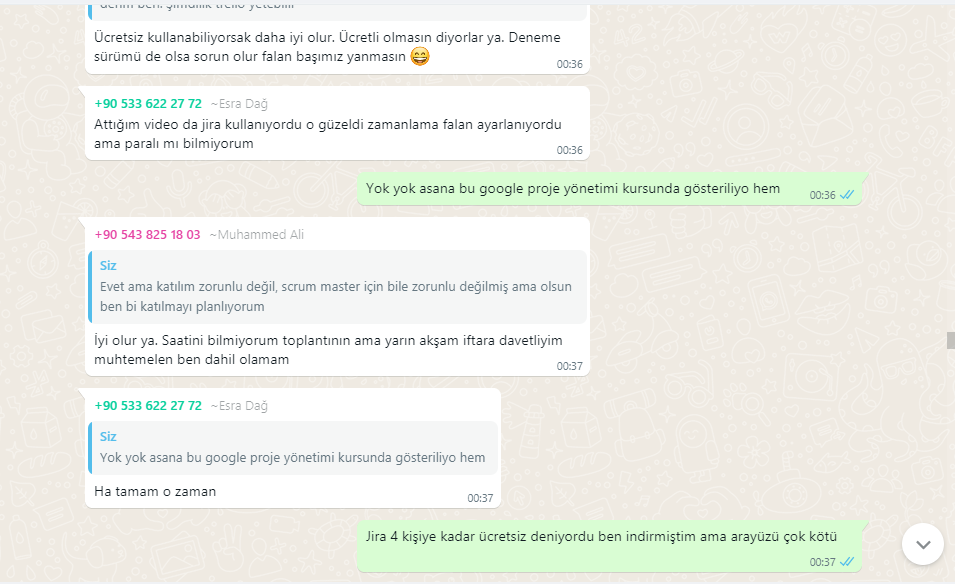 derim ben. Şimdilik trello yetebilir
Ücretsiz kullanabiliyorsak daha iyi olur. Ücretli olmasın diyorlar ya. Deneme
sürümü de olsa sorun olur falan başımız yanmasın 😄
00:36
+90 533 622 27 72 ~Esra Dağ
Attığım video da jira kullanıyordu o güzeldi zamanlama falan ayarlanıyordu
ama paralı mı bilmiyorum
00:36
Yok yok asana bu google proje yönetimi kursunda gösteriliyo hem
00:36
+90 543 825 18 03 ~Muhammed Ali
Siz
Evet ama katılım zorunlu değil, scrum master için bile zorunlu değilmiş ama olsun
ben bi katılmayı planlıyorum
İyi olur ya. Saatini bilmiyorum toplantının ama yarın akşam iftara davetliyim
muhtemelen ben dahil olamam
00:37
+90 533 622 27 72 ~Esra Dağ
Siz
Yok yok asana bu google proje yönetimi kursunda gösteriliyo hem
Ha tamam o zaman
00:37
Jira 4 kişiye kadar ücretsiz deniyordu ben indirmiştim ama arayüzü çok kötü
00:37